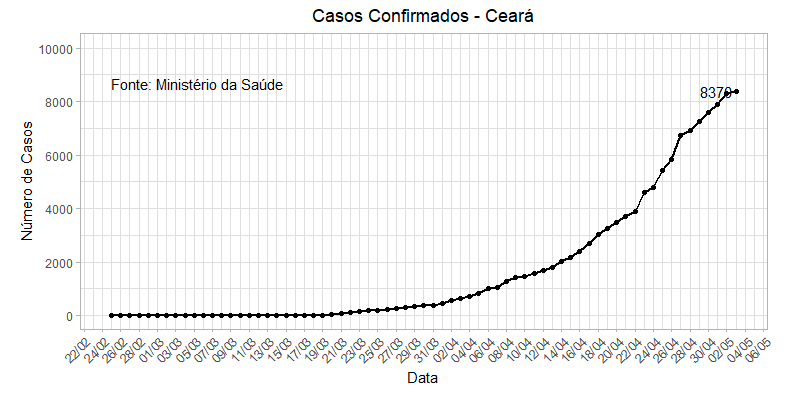 Casos Confirmados - Ceará
10000
8000
6000
4000
2000
0
Número de Casos
Fonte: Ministério da Saúde
8370
22/02 24/02 26/02 28/02 01/03 03/03 05/03 07/03 09/03 11/03 13/03 15/03 17/03 19/03 21/03 23/03 25/03 27/03 29/03 31/03 02/04 04/04 06/04 08/04 10/04 12/04 14/04 16/04 18/04 20/04 22/04 24/04 26/04 28/04 30/04 02/05 04/05 06/05
Data